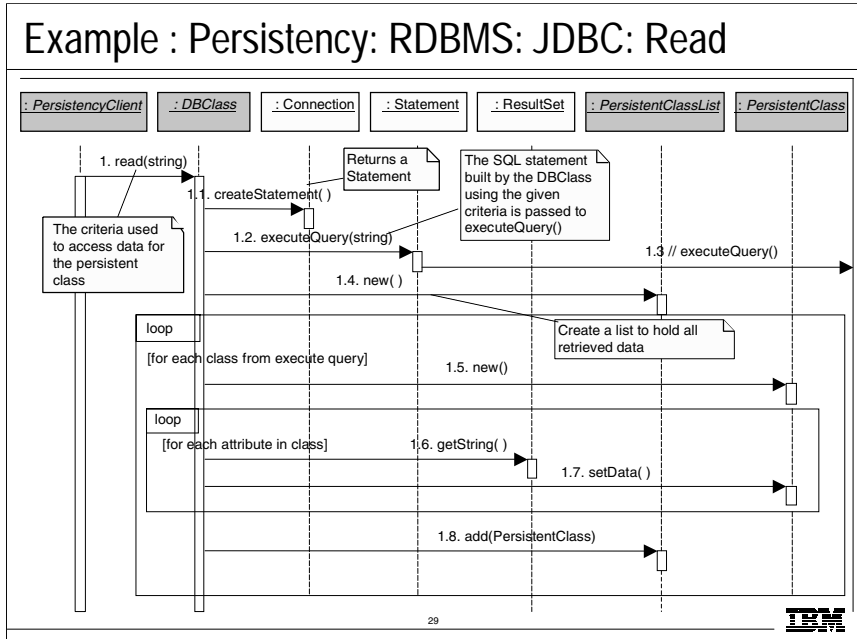 Example : Persistency: RDBMS: JDBC: Read
: PersistencyClient
: DBClass
: Connection
: Statement
: ResultSet
: PersistentClassList
: PersistentClass
1. read(string)
Returns a
Statement
The SQL statement
built by the DBClass
using the given
criteria is passed to
executeQuery()
1.1. createStatement( )
The criteria used
to access data for
the persistent
class
1.2. executeQuery(string)
1.3 // executeQuery()
1.4. new( )
Create a list to hold all
retrieved data
loop
[for each class from execute query]
1.5. new()
loop
[for each attribute in class]
1.6. getString( )
1.7. setData( )
1.8. add(PersistentClass)
29
IBM